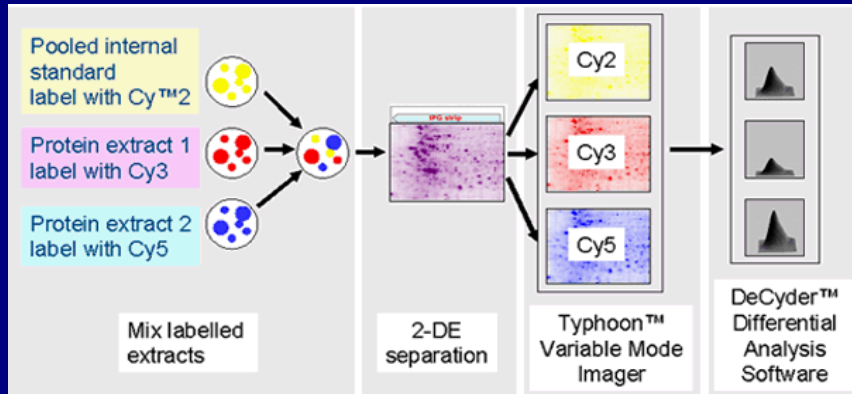 Pooled internal
standard
label with Cy™2
Protein extract 1
label with Cy3
Protein extract 2
label with Cy5
Mix labelled
extracts
IPG strip
2-DE
separation
Cy2
Cy3
Cy5
Typhoon™
Variable Mode
Imager
DeCyder™
Differential
Analysis
Software